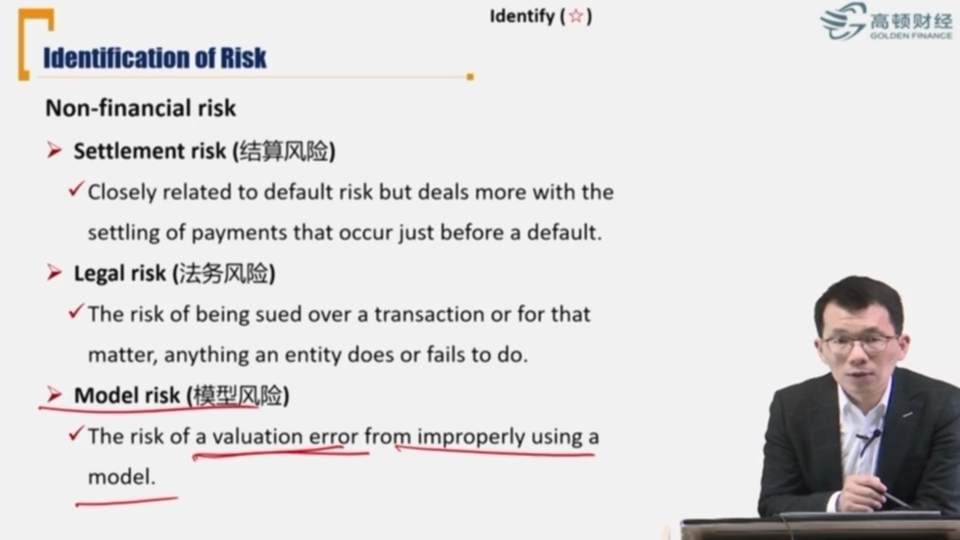 Identify (☆)
高顿财经
GOLDEN FINANCE
Identification of Risk
Non-financial risk
Settlement risk (结算风险)
Closely related to default risk but deals more with the
settling of payments that occur just before a default.
Legal risk (法务风险)
The risk of being sued over a transaction or for that
matter, anything an entity does or fails to do.
Model risk (模型风险)
The risk of a valuation error from improperly using a
model.